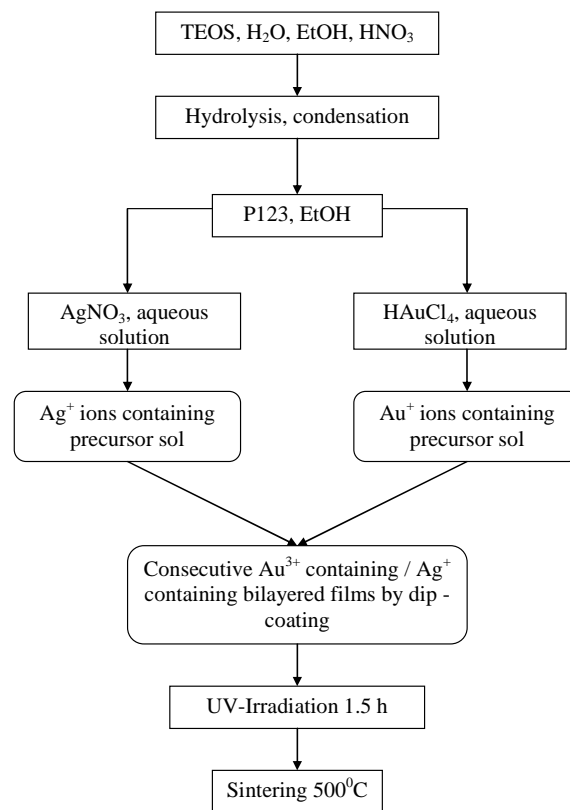 TEOS, H₂O, EtOH, HNO₃
Hydrolysis, condensation
P123, EtOH
AgNO₃, aqueous
solution
HAuCl₄, aqueous
solution
Ag⁺ ions containing
precursor sol
Au⁺ ions containing
precursor sol
Consecutive Au³⁺ containing / Ag⁺
containing bilayered films by dip -
coating
UV-Irradiation 1.5 h
Sintering 500⁰C